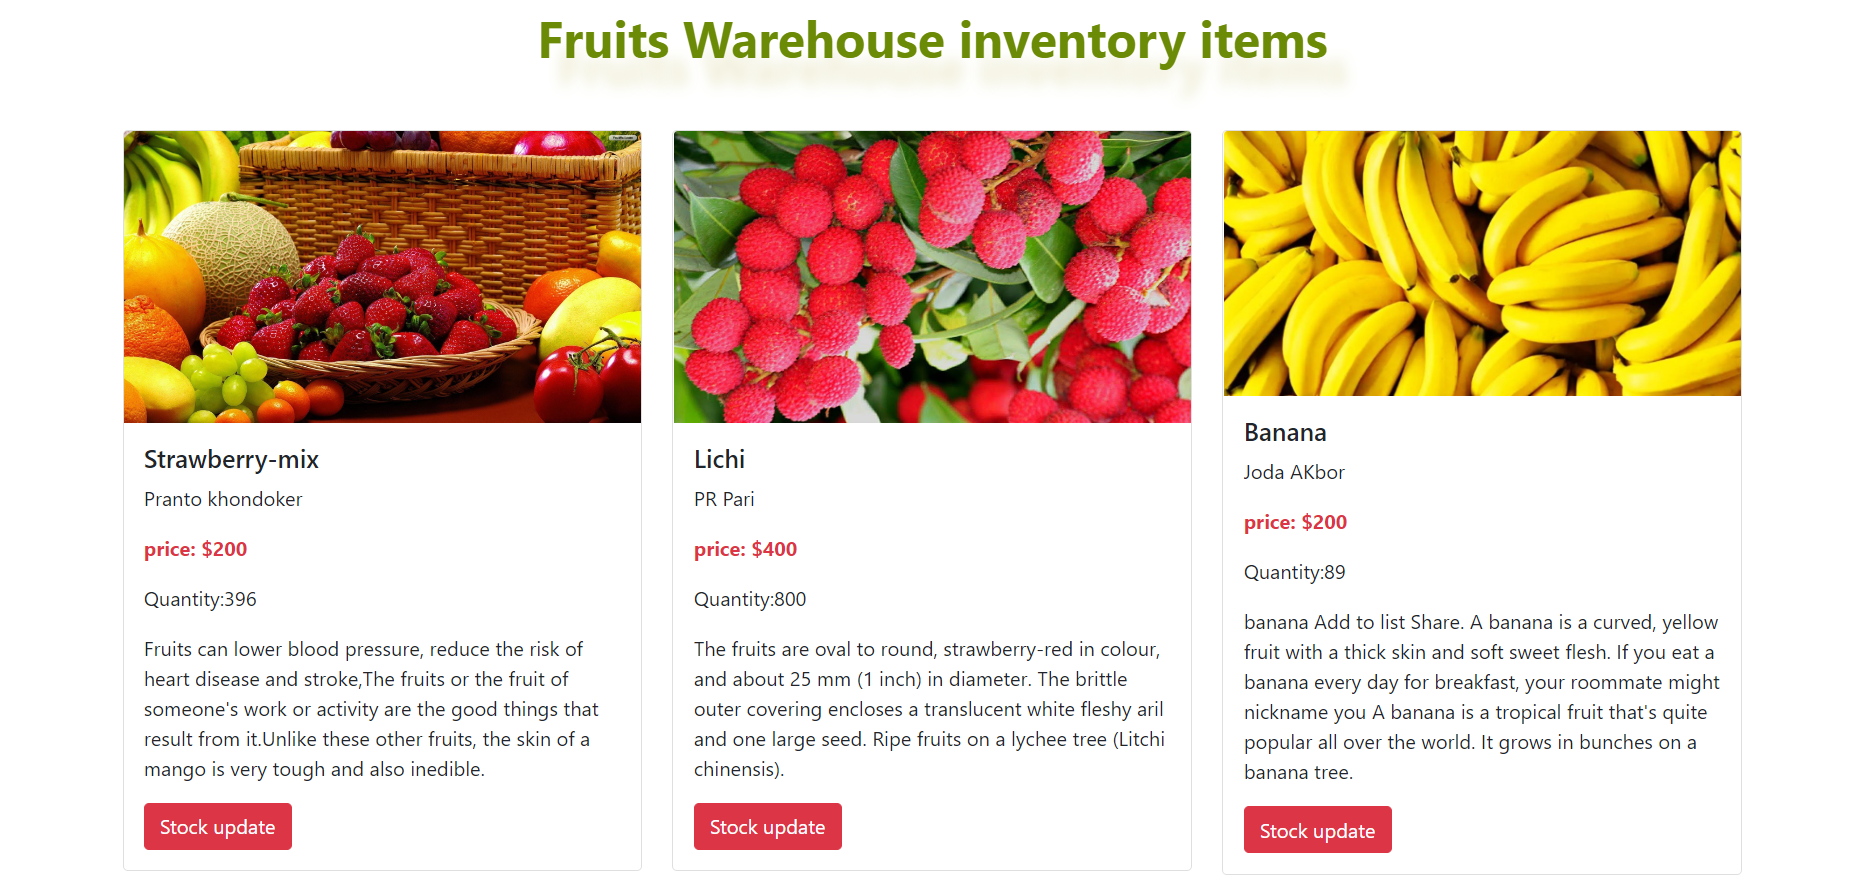 Fruits Warehouse inventory items
Strawberry-mix
Pranto khondoker
price: $200
Quantity:396
Fruits can lower blood pressure, reduce the risk of
heart disease and stroke,The fruits or the fruit of
someone's work or activity are the good things that
result from it.Unlike these other fruits, the skin of a
mango is very tough and also inedible.
Stock update
Lichi
PR Pari
price: $400
Quantity:800
The fruits are oval to round, strawberry-red in colour,
and about 25 mm (1 inch) in diameter. The brittle
outer covering encloses a translucent white fleshy aril
and one large seed. Ripe fruits on a lychee tree (Litchi
chinensis).
Stock update
Banana
Joda AKbor
price: $200
Quantity:89
banana Add to list Share. A banana is a curved, yellow
fruit with a thick skin and soft sweet flesh. If you eat a
banana every day for breakfast, your roommate might
nickname you A banana is a tropical fruit that's quite
popular all over the world. It grows in bunches on a
banana tree.
Stock update